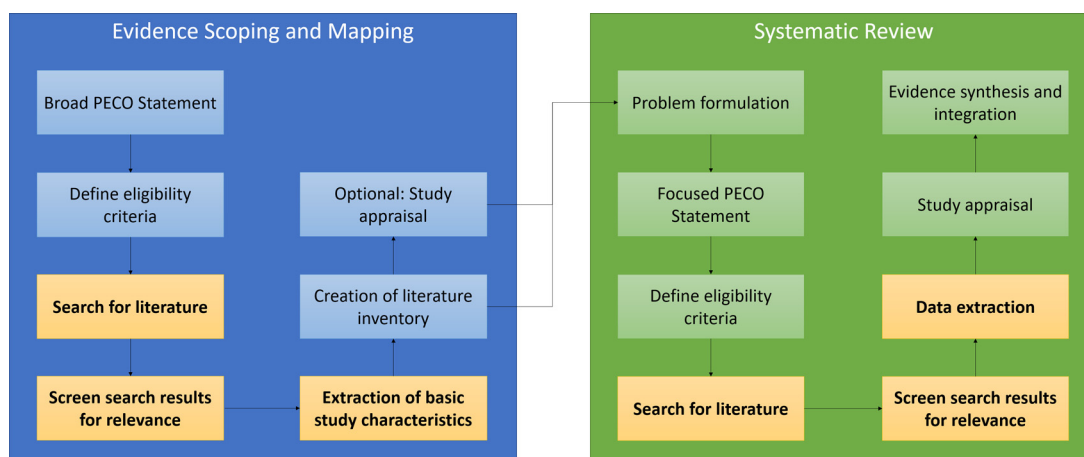 Evidence Scoping and Mapping
Broad PECO Statement
Define eligibility
criteria
Search for literature
Screen search results
for relevance
Extraction of basic
study characteristics
Creation of literature
inventory
Optional: Study
appraisal
Systematic Review
Problem formulation
Focused PECO
Statement
Define eligibility
criteria
Search for literature
Screen search results
for relevance
Data extraction
Study appraisal
Evidence synthesis and
integration